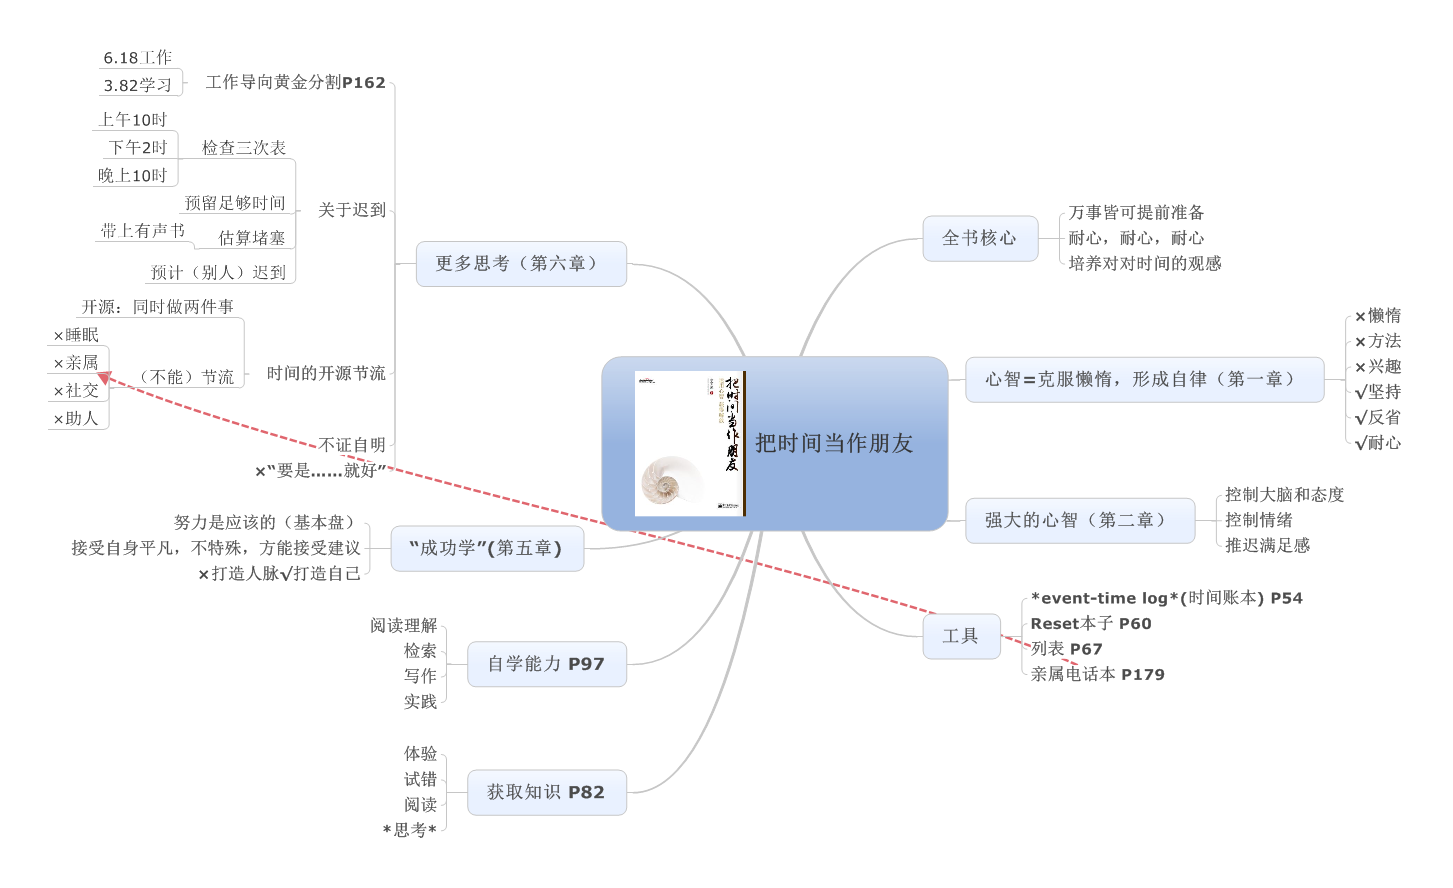 把时间当作朋友
把时间当作朋友
全书核心
万事皆可提前准备
耐心，耐心，耐心
培养对对时间的观感
心智=克服懒惰，形成自律（第一章）
×懒惰
×方法
×兴趣
√坚持
√反省
√耐心
强大的心智（第二章）
控制大脑和态度
控制情绪
推迟满足感
工具
*event-time log*(时间账本) P54
Reset本子 P60
列表 P67
亲属电话本 P179
更多思考（第六章）
工作导向黄金分割P162
6.18工作
3.82学习
关于迟到
检查三次表
上午10时
下午2时
晚上10时
预留足够时间
估算堵塞
带上有声书
预计（别人）迟到
时间的开源节流
开源：同时做两件事
（不能）节流
×睡眠
×亲属
×社交
×助人
不证自明
×“要是……就好”
“成功学”(第五章)
努力是应该的（基本盘）
接受自身平凡，不特殊，方能接受建议
×打造人脉√打造自己
自学能力 P97
阅读理解
检索
写作
实践
获取知识 P82
体验
试错
阅读
*思考*